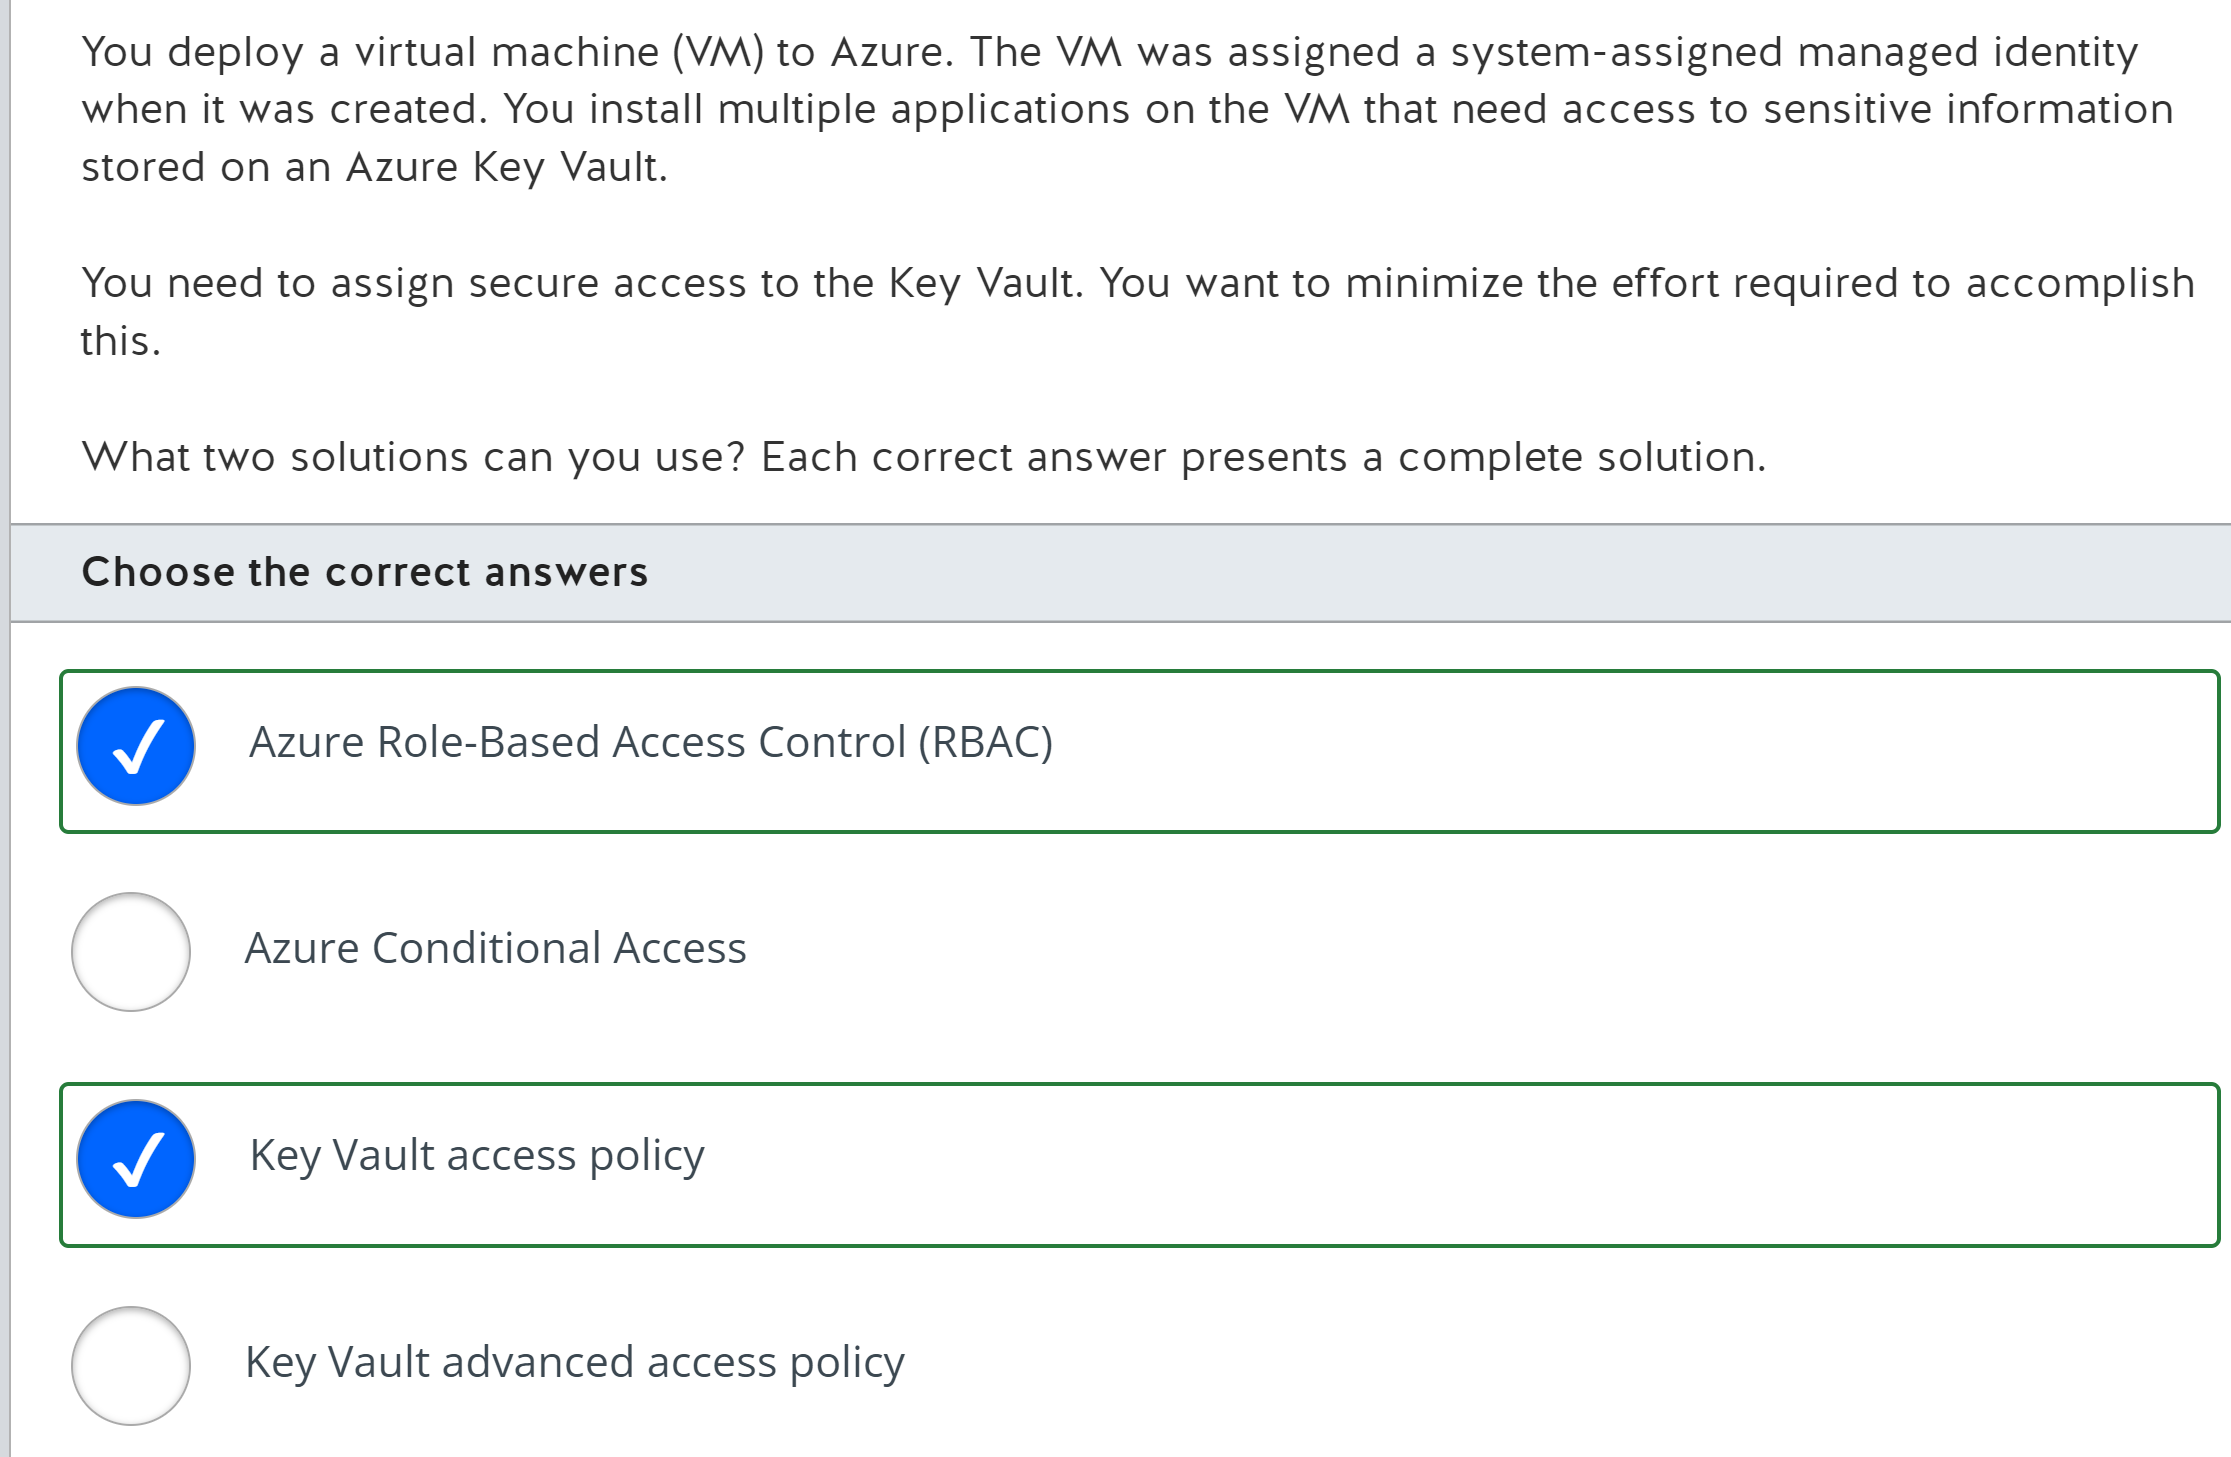 You deploy a virtual machine (VM) to Azure. The VM was assigned a system-assigned managed identity
when it was created. You install multiple applications on the VM that need access to sensitive information
stored on an Azure Key Vault.
You need to assign secure access to the Key Vault. You want to minimize the effort required to accomplish
this.
What two solutions can you use? Each correct answer presents a complete solution.
Choose the correct answers
Azure Role-Based Access Control (RBAC)
Azure Conditional Access
Key Vault access policy
Key Vault advanced access policy